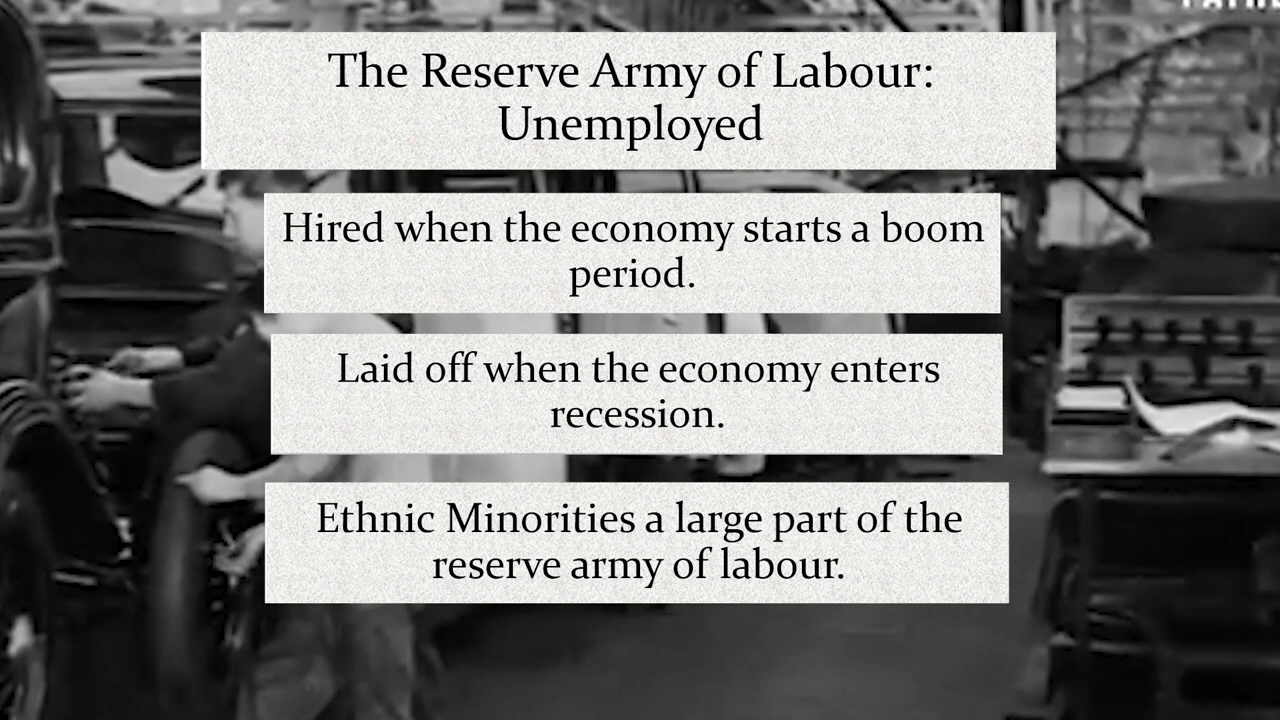 The Reserve Army of Labour:
Unemployed
Hired when the economy starts a boom
period.
Laid off when the economy enters
recession.
Ethnic Minorities a large part of the
reserve army of labour.